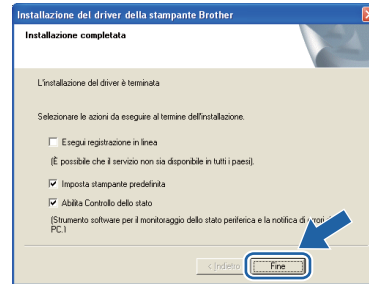 Installazione del driver della stampante Brother
Installazione completata
L'installazione del driver è terminata
Selezionare le azioni da eseguire al termine dell'installazione.
Esegui registrazione in linea
(È possibile che il servizio non sia disponibile in tutti i paesi).
Imposta stampante predefinita
Abilita Controllo dello stato
(Strumento software per il monitoraggio dello stato periferica e la notifica di errori
PC.)
< Indietro
Fine